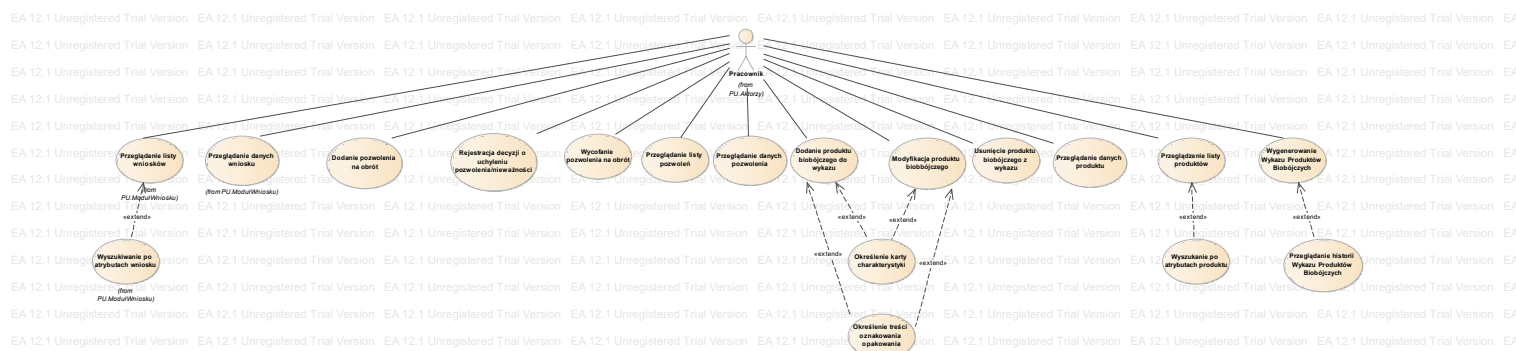 EA 12.1 Unregistered Trial Version
Pracownik
(from
PU.Aktorzy)
Przeglądanie listy
wniosków
(from
PU.ModułWniosku)
Przeglądanie danych
wniosku
(from PU.ModułWniosku)
Dodanie pozwolenia
na obrót
Rejestracja decyzji o
uchyleniu
pozwolenia/nieważności
Wycofanie
pozwolenia na obrót
Przeglądanie listy
pozwoleń
Przeglądanie danych
pozwolenia
Dodanie produktu
biobójczego do
wykazu
Modyfikacja produktu
biobbójczego
Usunięcie produktu
biobójczego z
wykazu
Przeglądanie danych
produktu
Przeglądzenie listy
produktów
Wygenerowanie
Wykazu Produktów
Biobójczych
«extend»
«extend»
«extend»
«extend»
«extend»
«extend»
«extend»
Wyszukiwanie po
atrybutach wniosku
(from
PU.ModułWniosku)
Określenie karty
charakterystyki
Wyszukanie po
atrybutach produktu
Przeglądanie historii
Wykazu Produktów
Biobójczych
Określenie treści
oznakowania
opakowania